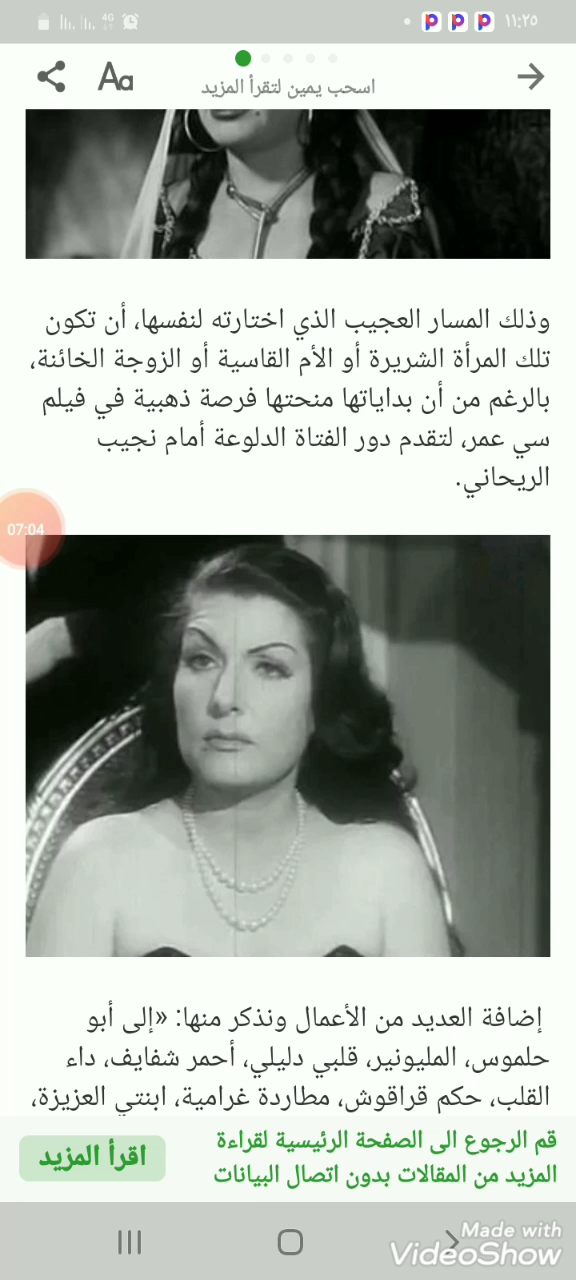 4G
١١:٢٥
Aa
اسحب يمين لتقرأ المزيد
وذلك المسار العجيب الذي اختارته لنفسها، أن تكون
تلك المرأة الشريرة أو الأم القاسية أو الزوجة الخائنة،
بالرغم من أن بداياتها منحتها فرصة ذهبية في فيلم
سي عمر، لتقدم دور الفتاة الدلوعة أمام نجيب
الريحاني.
07:04
إضافة العديد من الأعمال ونذكر منها: «إلى أبو
حلموس، المليونير، قلبي دليلي، أحمر شفايف، داء
القلب، حكم قراقوش، مطاردة غرامية، ابنتي العزيزة،
قم الرجوع الى الصفحة الرئيسية لقراءة
المزيد من المقالات بدون اتصال البيانات
اقرأ المزيد
Made with
VideoShow